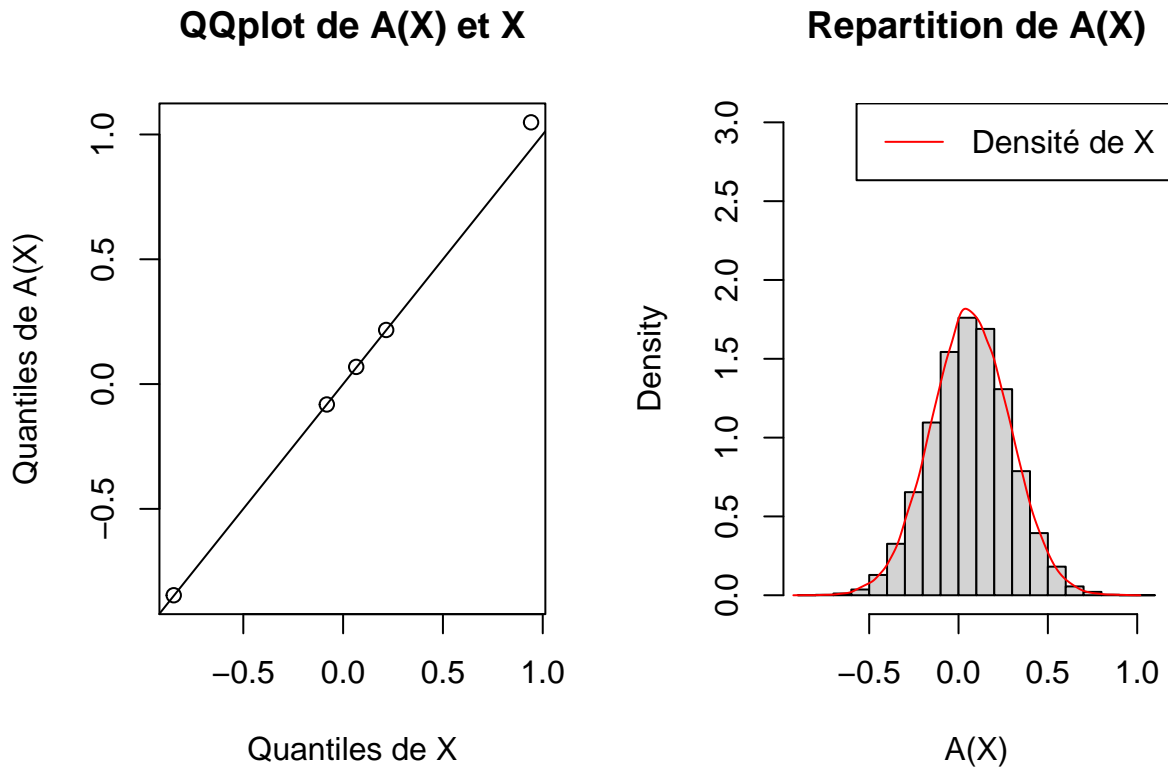 QQplot de A(X) et X
Quantiles de A(X)
1.0
0.5
0.0
−0.5
−0.5 0.0 0.5 1.0
Quantiles de X
Repartition de A(X)
Densité de X
Density
3.0
2.5
2.0
1.5
1.0
0.5
0.0
−0.5 0.0 0.5 1.0
A(X)